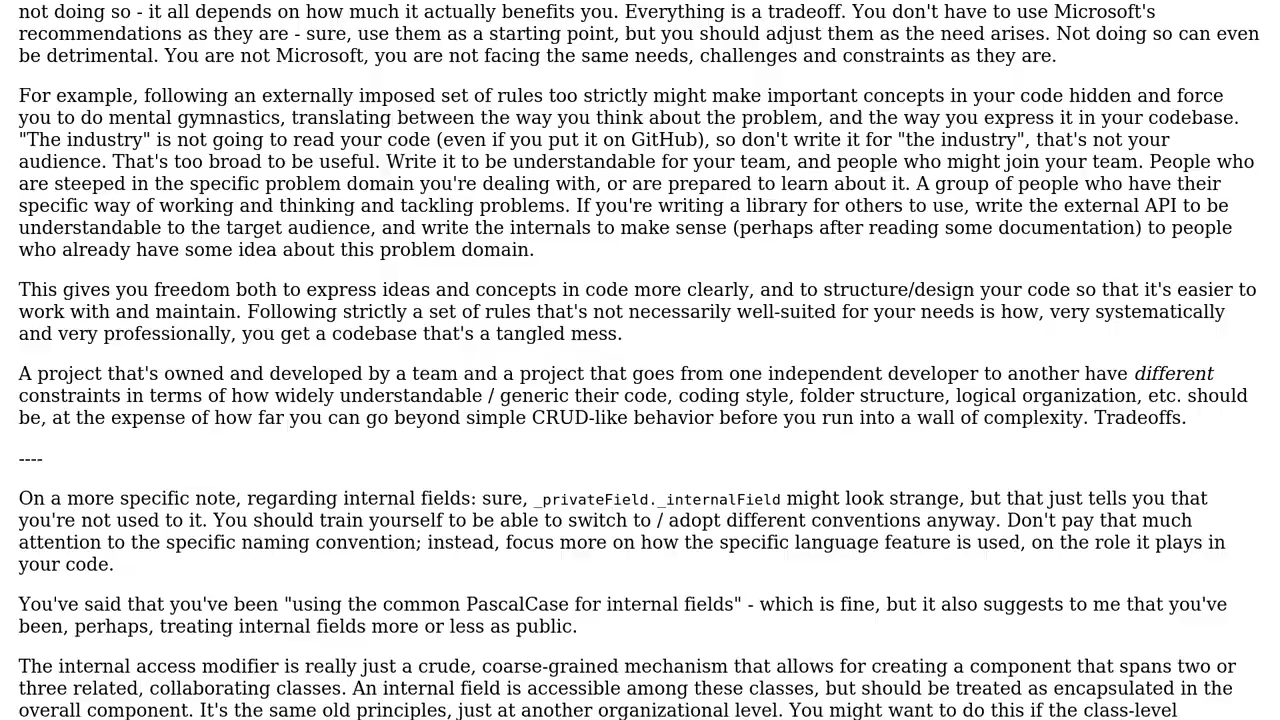 not doing so - it all depends on how much it actually benefits you. Everything is a tradeoff. You don't have to use Microsoft's
recommendations as they are - sure, use them as a starting point, but you should adjust them as the need arises. Not doing so can even
be detrimental. You are not Microsoft, you are not facing the same needs, challenges and constraints as they are.
For example, following an externally imposed set of rules too strictly might make important concepts in your code hidden and force
you to do mental gymnastics, translating between the way you think about the problem, and the way you express it in your codebase.
"The industry" is not going to read your code (even if you put it on GitHub), so don't write it for "the industry", that's not your
audience. That's too broad to be useful. Write it to be understandable for your team, and people who might join your team. People who
are steeped in the specific problem domain you're dealing with, or are prepared to learn about it. A group of people who have their
specific way of working and thinking and tackling problems. If you're writing a library for others to use, write the external API to be
understandable to the target audience, and write the internals to make sense (perhaps after reading some documentation) to people
who already have some idea about this problem domain.
This gives you freedom both to express ideas and concepts in code more clearly, and to structure/design your code so that it's easier to
work with and maintain. Following strictly a set of rules that's not necessarily well-suited for your needs is how, very systematically
and very professionally, you get a codebase that's a tangled mess.
A project that's owned and developed by a team and a project that goes from one independent developer to another have different
constraints in terms of how widely understandable / generic their code, coding style, folder structure, logical organization, etc. should
be, at the expense of how far you can go beyond simple CRUD-like behavior before you run into a wall of complexity. Tradeoffs.
----
On a more specific note, regarding internal fields: sure, _privateField._internalField might look strange, but that just tells you that
you're not used to it. You should train yourself to be able to switch to / adopt different conventions anyway. Don't pay that much
attention to the specific naming convention; instead, focus more on how the specific language feature is used, on the role it plays in
your code.
You've said that you've been "using the common PascalCase for internal fields" - which is fine, but it also suggests to me that you've
been, perhaps, treating internal fields more or less as public.
The internal access modifier is really just a crude, coarse-grained mechanism that allows for creating a component that spans two or
three related, collaborating classes. An internal field is accessible among these classes, but should be treated as encapsulated in the
overall component. It's the same old principles, just at another organizational level. You might want to do this if the class-level